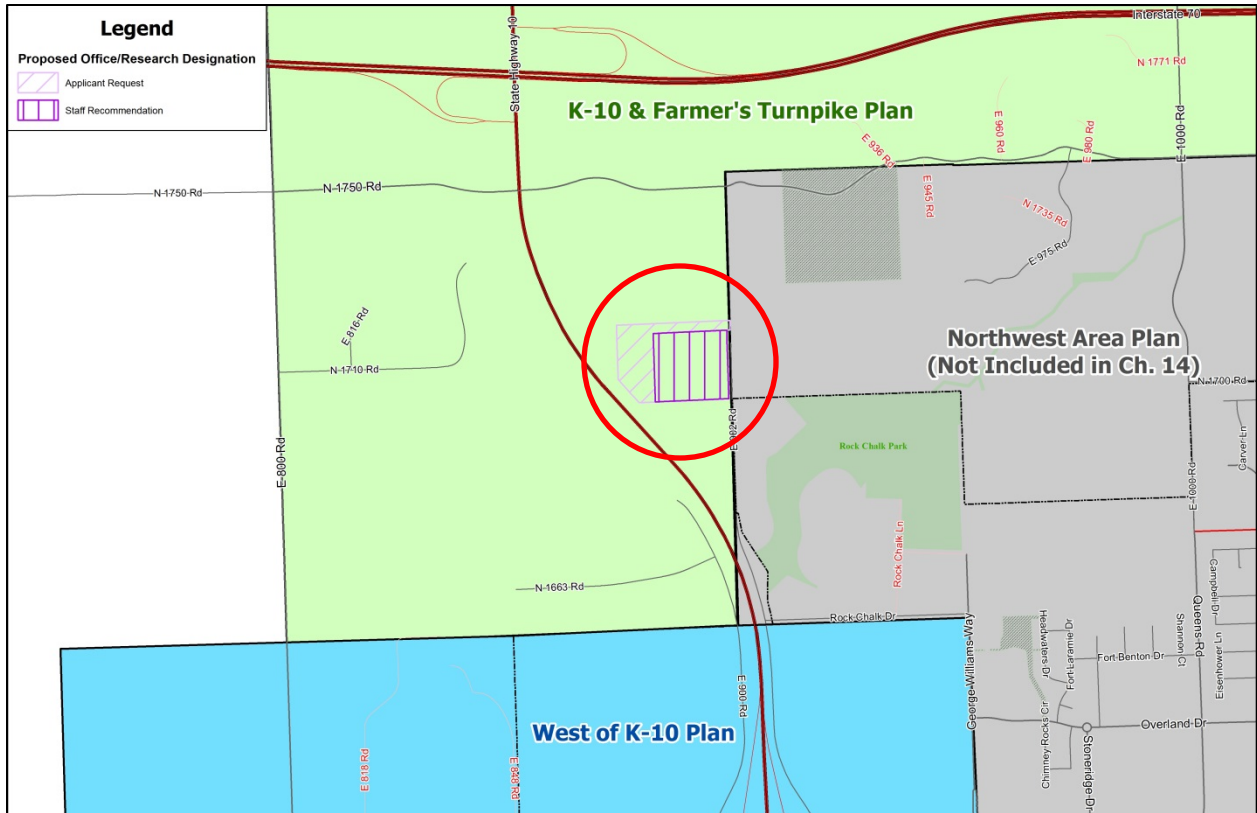 Legend
Proposed Office/Research Designation
Applicant Request
Staff Recommendation
State Highway 10
Interstate 70
N 1771 Rd
K-10 & Farmer's Turnpike Plan
E 960 Rd
E 980 Rd
E 1000 Rd
E 936 Rd
E 945 Rd
N 1750 Rd
N 1750 Rd
N 1735 Rd
E 975 Rd
E 816 Rd
N 1710 Rd
Northwest Area Plan
(Not Included in Ch. 14)
N 1700 Rd
E 902 Rd
E 800 Rd
Rock Chalk Park
Carver Ln
E 1000 Rd
Rock Chalk Ln
N 1663 Rd
Rock Chalk Dr
Campbell Dr
Eisenhower Ln
Shannon Ct
Queens Rd
George Williams Way
Headwaters Dr
Fort Laramie Dr
Fort Benton Dr
E 900 Rd
West of K-10 Plan
Overland Dr
Chimney Rocks Cir
Stoneridge Dr
E 818 Rd
E 848 Rd